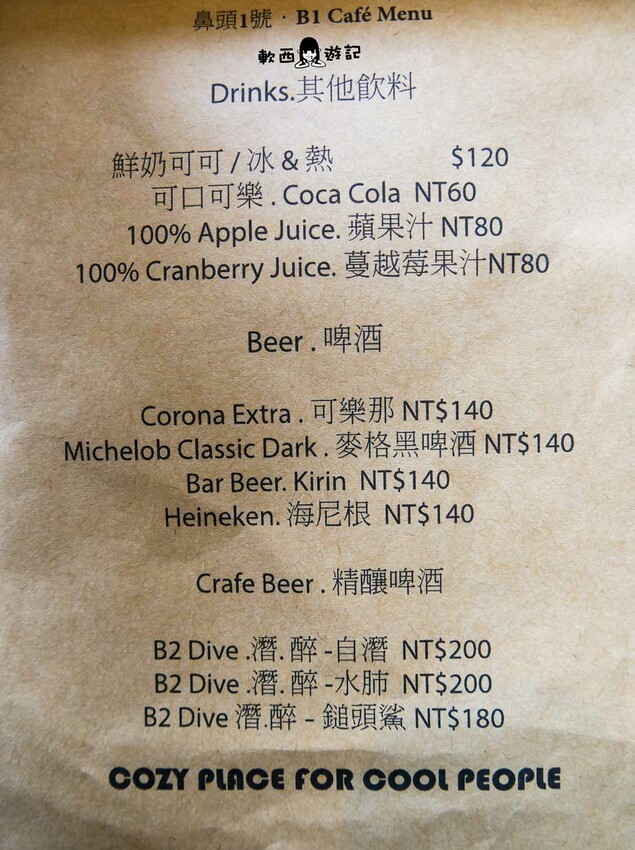 鼻頭1號 · B1 Café Menu
軟西遊記
Drinks.其他飲料
鮮奶可可 / 冰 & 熱 $120
可口可樂 . Coca Cola NT60
100% Apple Juice. 蘋果汁 NT80
100% Cranberry Juice. 蔓越莓果汁NT80
Beer . 啤酒
Corona Extra . 可樂那 NT$140
Michelob Classic Dark . 麥格黑啤酒 NT$140
Bar Beer. Kirin NT$140
Heineken. 海尼根 NT$140
Crafe Beer . 精釀啤酒
B2 Dive .潛. 醉 -自潛 NT$200
B2 Dive .潛. 醉 -水肺 NT$200
B2 Dive 潛.醉 - 鎚頭鯊 NT$180
COZY PLACE FOR COOL PEOPLE